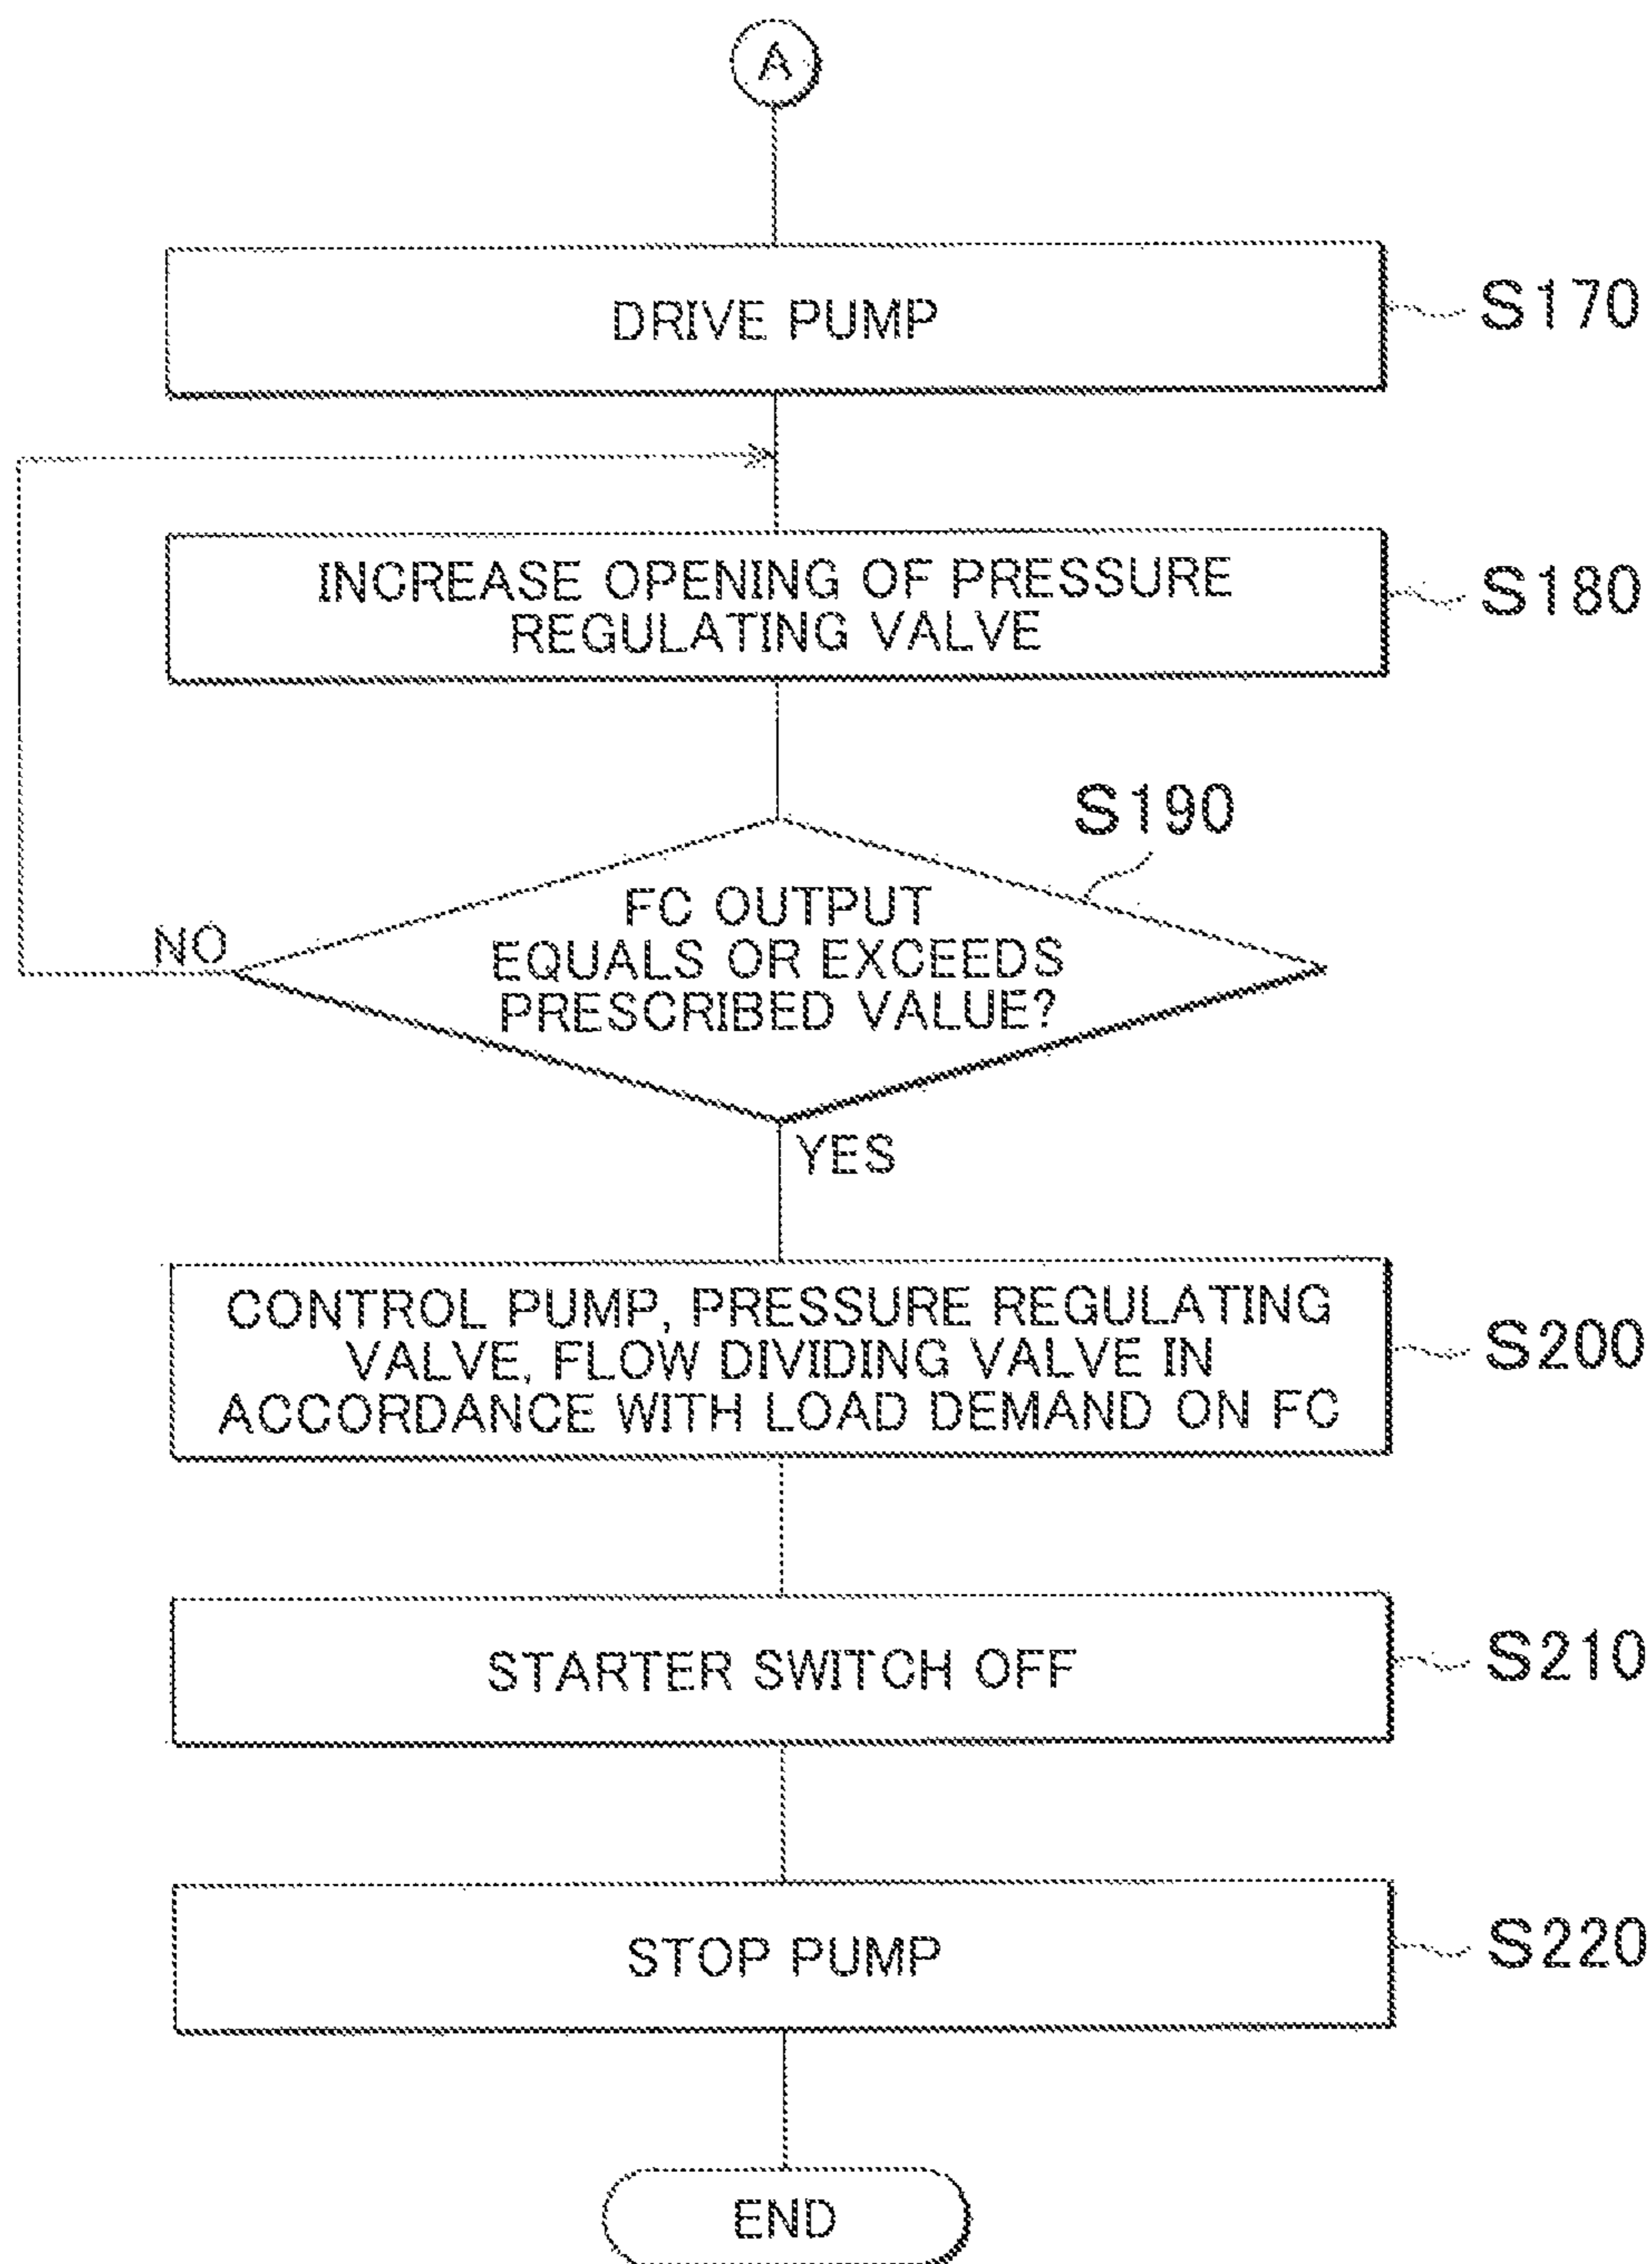 A
DRIVE PUMP
S170
INCREASE OPENING OF PRESSURE
REGULATING VALVE
S180
S190
FC OUTPUT
EQUALS OR EXCEEDS
PRESCRIBED VALUE?
NO
YES
CONTROL PUMP, PRESSURE REGULATING
VALVE, FLOW DIVIDING VALVE IN
ACCORDANCE WITH LOAD DEMAND ON FC
S200
STARTER SWITCH OFF
S210
STOP PUMP
S220
END